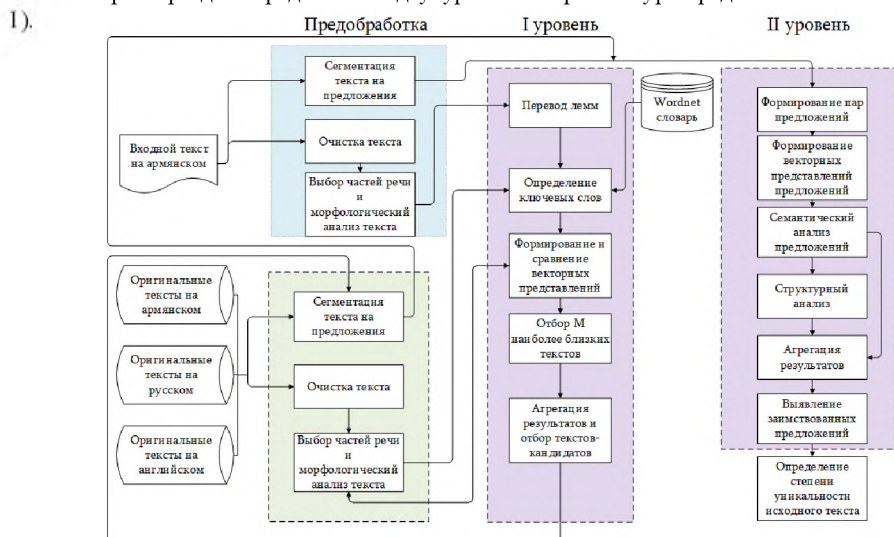 1).
Предобработка
I уровень
II уровень
Сегментация
текста на
предложения
Входной текст
на армянском
Очистка текста
Выбор частей речи
и
морфологический
анализ текста
Оригинальные
тексты на
армянском
Оригинальные
тексты на
русском
Оригинальные
тексты на
английском
Сегментация
текста на
предложения
Очистка текста
Выбор частей речи
и
морфологический
анализ текста
Перевод лемм
Wordnet
словарь
Определение
ключевых слов
Формирование и
сравнение
векторных
представлений
Отбор M
наиболее близких
текстов
Агрегация
результатов и
отбор текстов-
кандидатов
Формирование пар
предложений
Формирование
векторных
представлений
предложений
Семантический
анализ
предложений
Структурный
анализ
Агрегация
результатов
Выявление
заимствованных
предложений
Определение
степени
уникальности
исходного текста